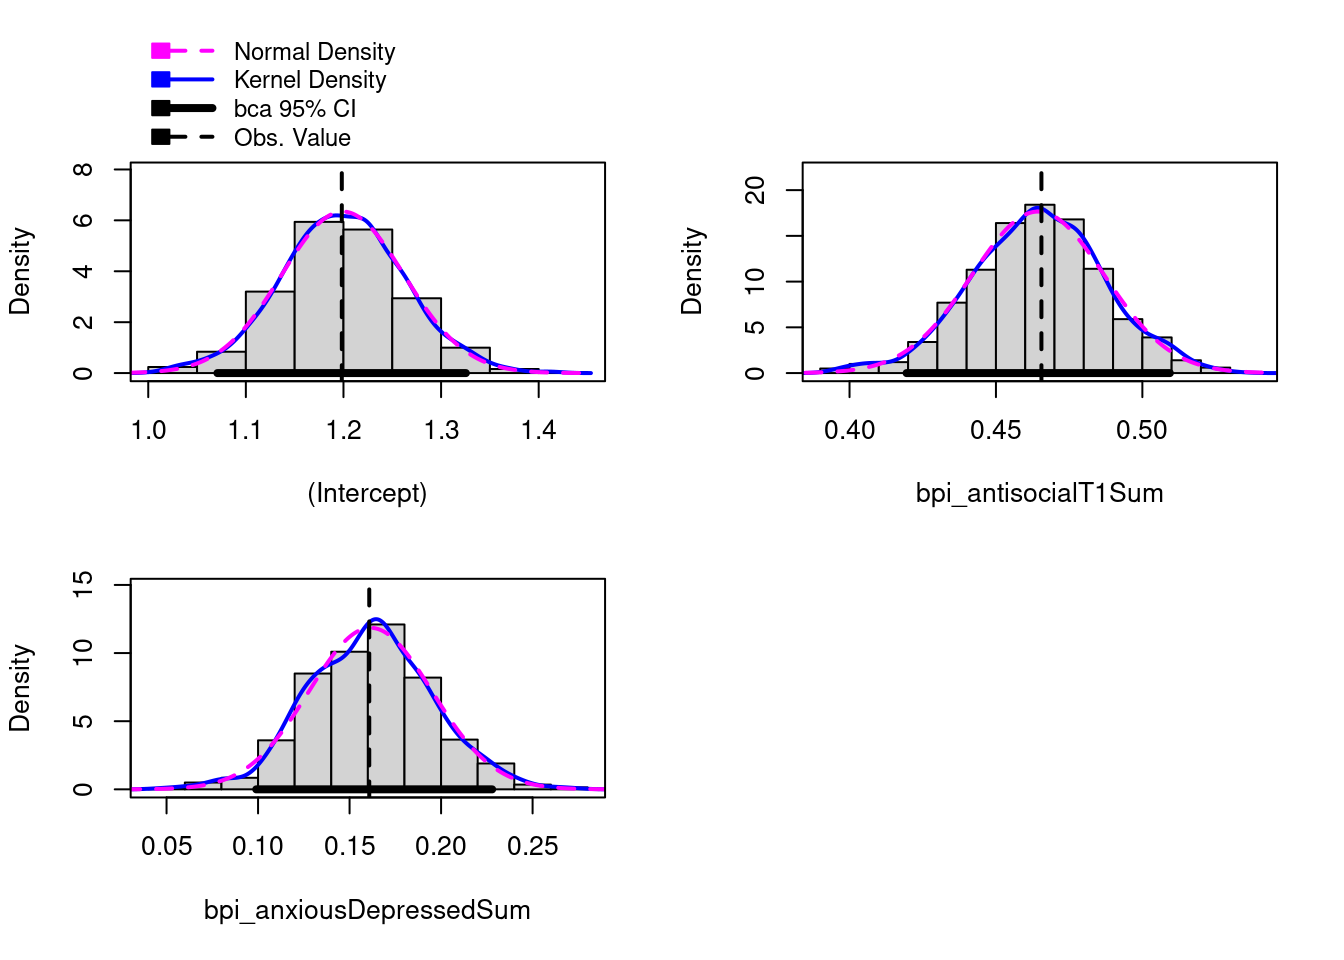 Normal Density
Kernel Density
bca 95% CI
Obs. Value
Density
8
6
4
2
0
1.0 1.1 1.2 1.3 1.4
(Intercept)
Density
20
10
5
0
0.40 0.45 0.50
bpi_antisocialT1Sum
Density
15
10
5
0
0.05 0.10 0.15 0.20 0.25
bpi_anxiousDepressedSum